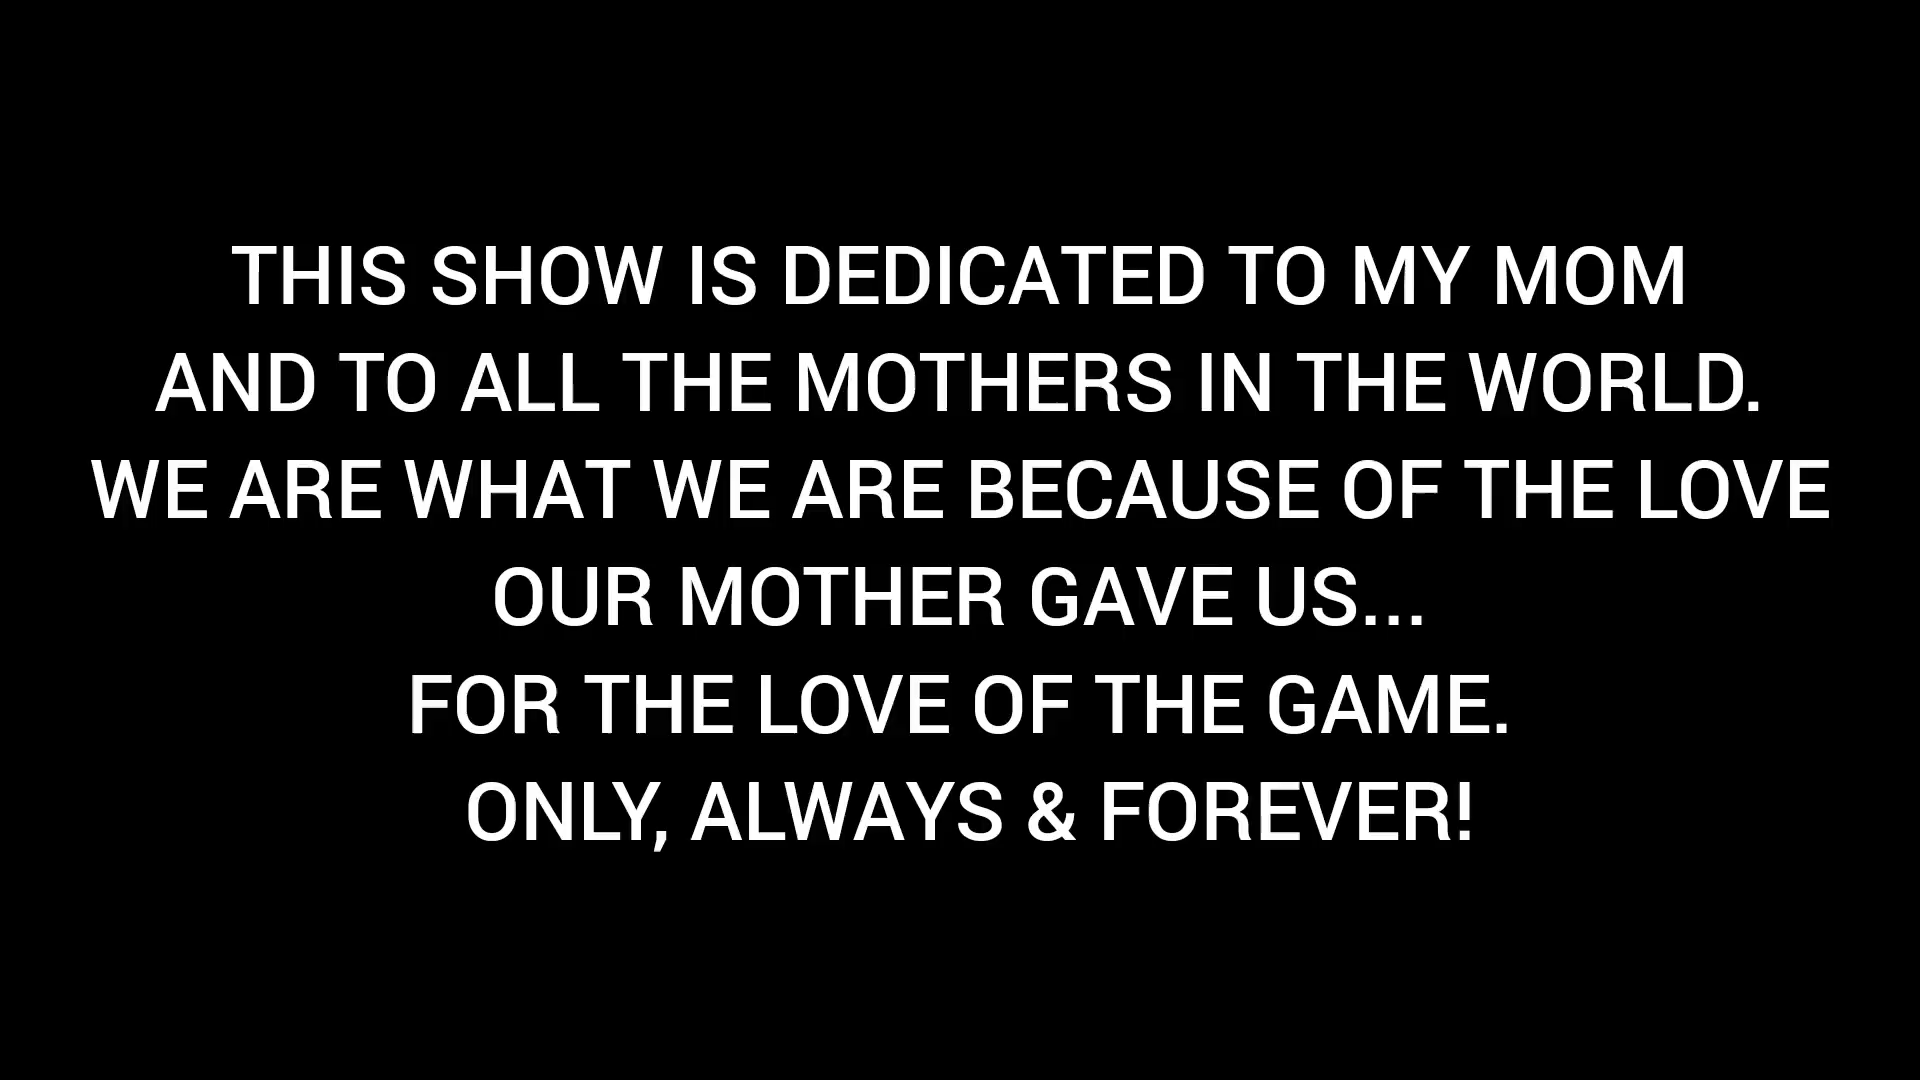 THIS SHOW IS DEDICATED TO MY MOM
AND TO ALL THE MOTHERS IN THE WORLD.
WE ARE WHAT WE ARE BECAUSE OF THE LOVE
OUR MOTHER GAVE US...
FOR THE LOVE OF THE GAME.
ONLY, ALWAYS & FOREVER!